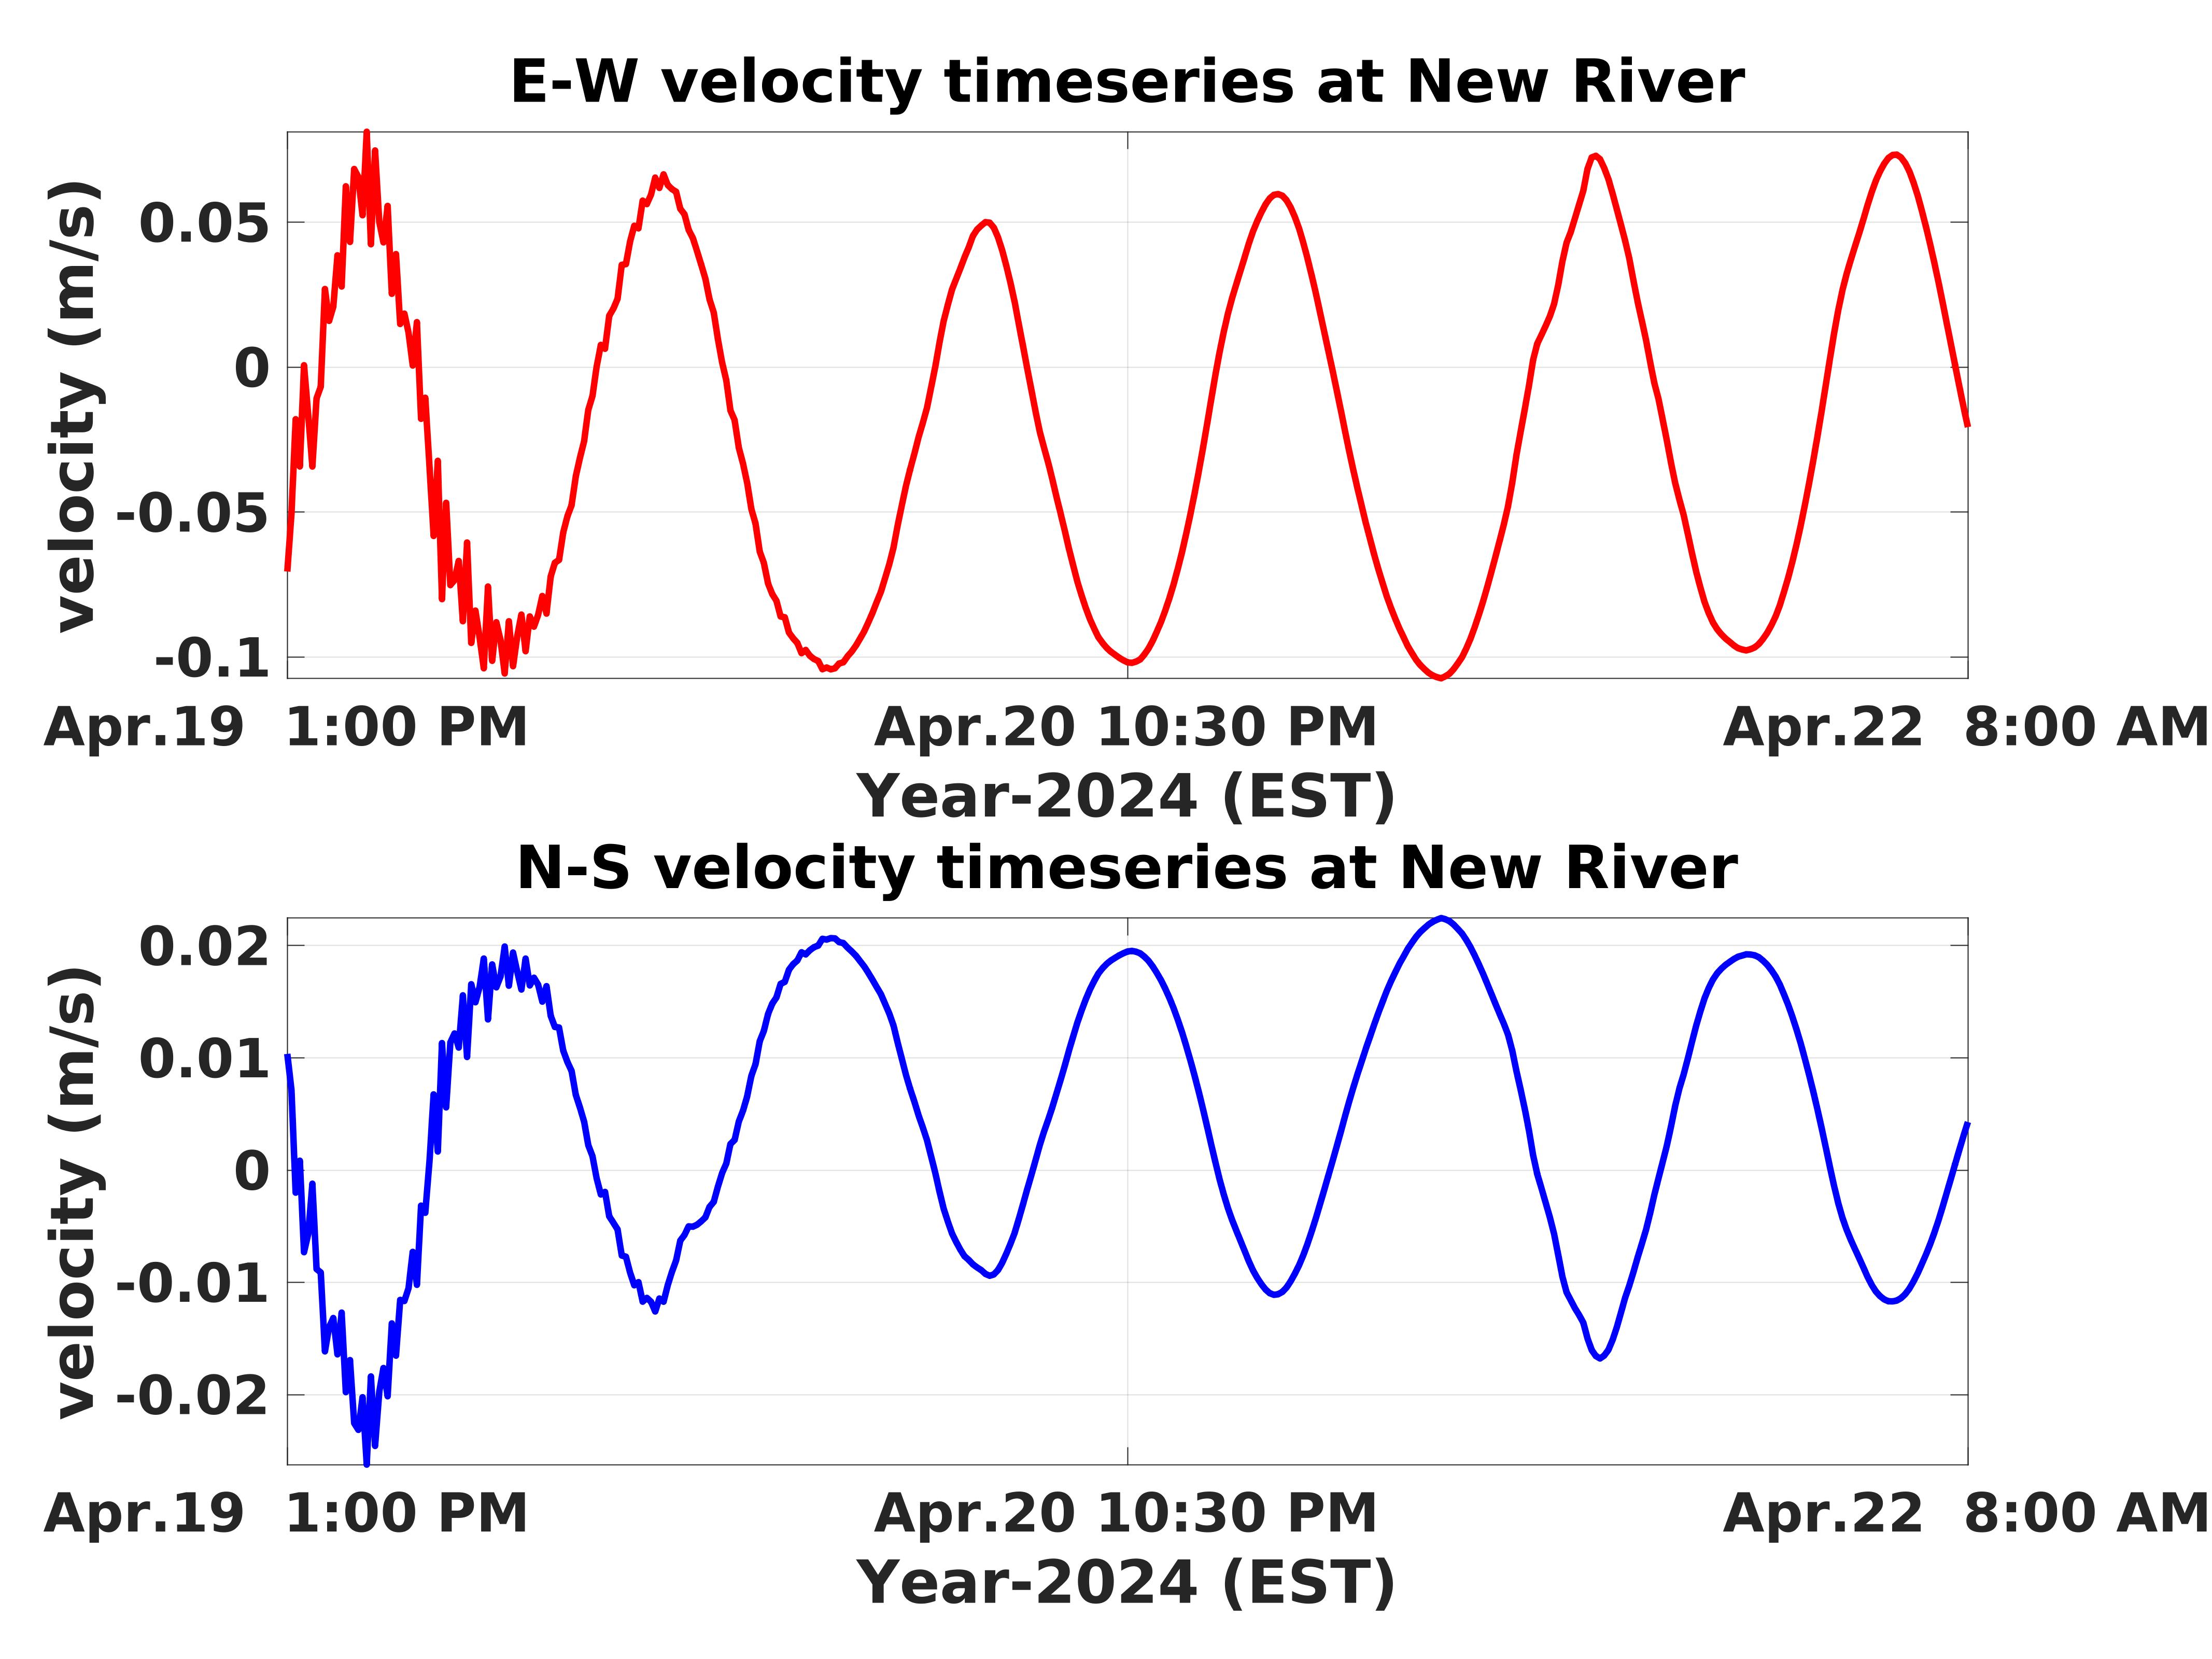 E-W velocity timeseries at New River
velocity (m/s)
0.05
0
-0.05
-0.1
Apr.19 1:00 PM Apr.20 10:30 PM Apr.22 8:00 AM
Year-2024 (EST)
N-S velocity timeseries at New River
velocity (m/s)
0.02
0.01
0
-0.01
-0.02
Apr.19 1:00 PM Apr.20 10:30 PM Apr.22 8:00 AM
Year-2024 (EST)